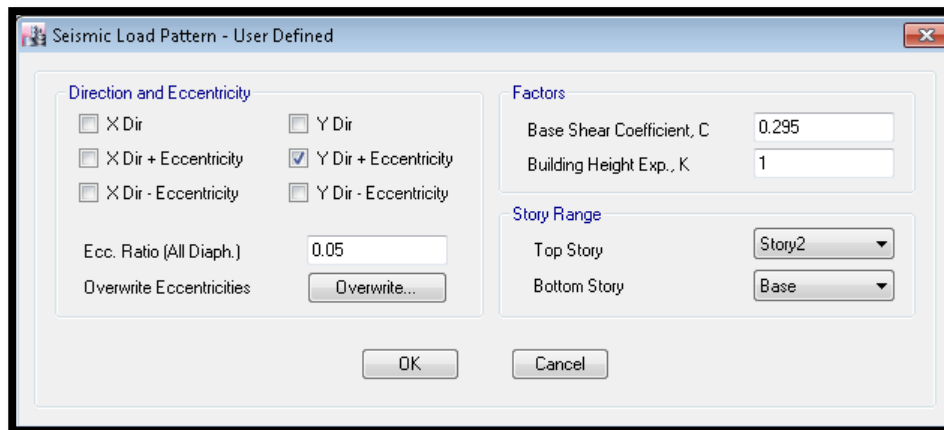 Seismic Load Pattern - User Defined
Direction and Eccentricity
X Dir
Y Dir
X Dir + Eccentricity
Y Dir + Eccentricity
X Dir - Eccentricity
Y Dir - Eccentricity
Ecc. Ratio (All Diaph.) 0.05
Overwrite Eccentricities Overwrite...
Factors
Base Shear Coefficient, C 0.295
Building Height Exp., K 1
Story Range
Top Story Story2
Bottom Story Base
OK
Cancel